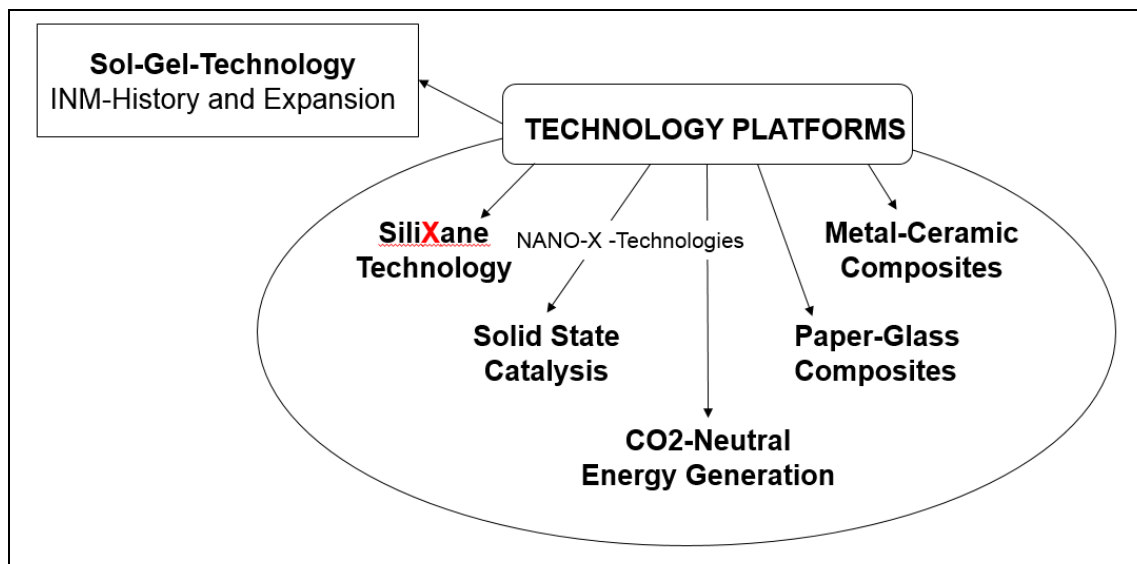 Sol-Gel-Technology
INM-History and Expansion
TECHNOLOGY PLATFORMS
SiliXane
Technology
NANO-X -Technologies
Metal-Ceramic
Composites
Solid State
Catalysis
Paper-Glass
Composites
CO2-Neutral
Energy Generation